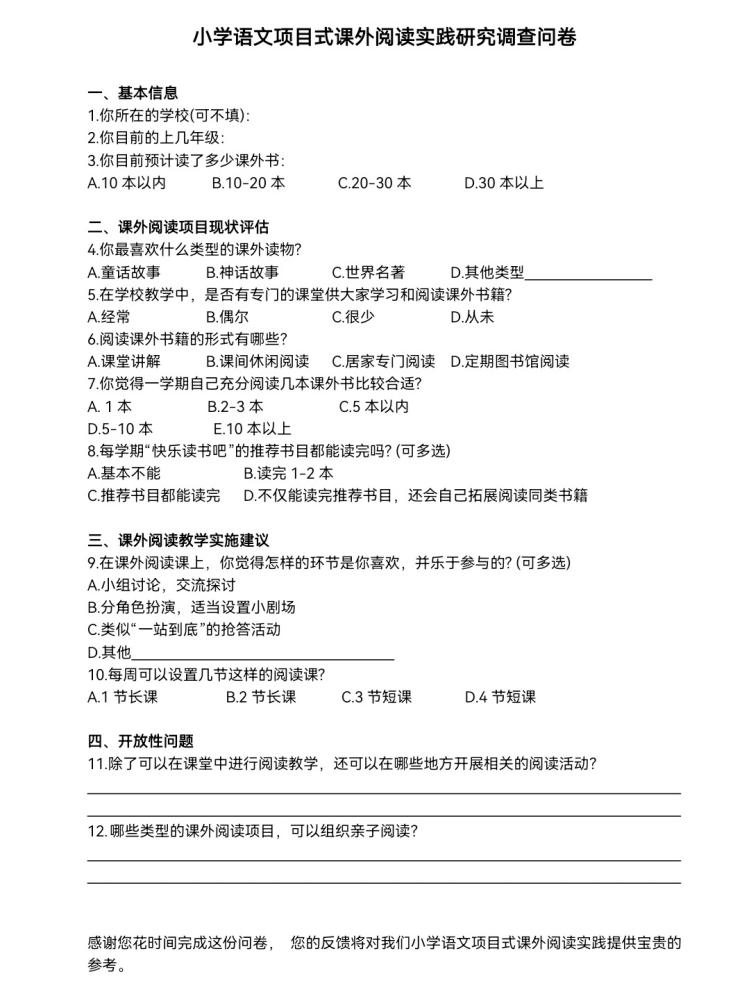 小学语文项目式课外阅读实践研究调查问卷
一、基本信息
1.你所在的学校(可不填)：
2.你目前的上几年级：
3.你目前预计读了多少课外书：
A.10 本以内 B.10-20 本 C.20-30 本 D.30 本以上
二、课外阅读项目现状评估
4.你最喜欢什么类型的课外读物?
A.童话故事 B.神话故事 C.世界名著 D.其他类型________________
5.在学校教学中，是否有专门的课堂供大家学习和阅读课外书籍?
A.经常 B.偶尔 C.很少 D.从未
6.阅读课外书籍的形式有哪些?
A.课堂讲解 B.课间休闲阅读 C.居家专门阅读 D.定期图书馆阅读
7.你觉得一学期自己充分阅读几本课外书比较合适?
A. 1 本 B.2-3 本 C.5 本以内
D.5-10 本 E.10 本以上
8.每学期“快乐读书吧”的推荐书目都能读完吗? (可多选)
A.基本不能 B.读完 1-2 本
C.推荐书目都能读完 D.不仅能读完推荐书目，还会自己拓展阅读同类书籍
三、课外阅读教学实施建议
9.在课外阅读课上，你觉得怎样的环节是你喜欢，并乐于参与的? (可多选)
A.小组讨论，交流探讨
B.分角色扮演，适当设置小剧场
C.类似“一站到底”的抢答活动
D.其他________________________________
10.每周可以设置几节这样的阅读课?
A.1 节长课 B.2 节长课 C.3 节短课 D.4 节短课
四、开放性问题
11.除了可以在课堂中进行阅读教学，还可以在哪些地方开展相关的阅读活动?
12.哪些类型的课外阅读项目，可以组织亲子阅读?
感谢您花时间完成这份问卷， 您的反馈将对我们小学语文项目式课外阅读实践提供宝贵的
参考。